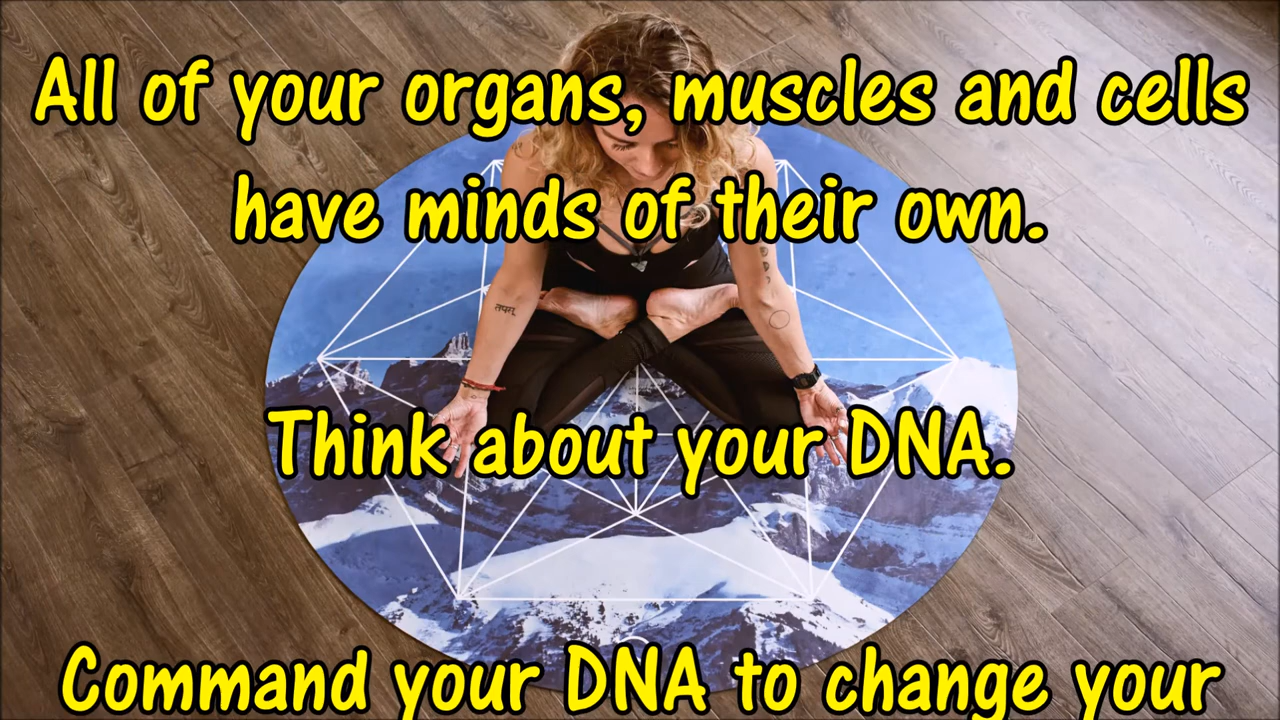 All of your organs, muscles and cells
have minds of their own.
तपस्
Think about your DNA.
Command your DNA to change your